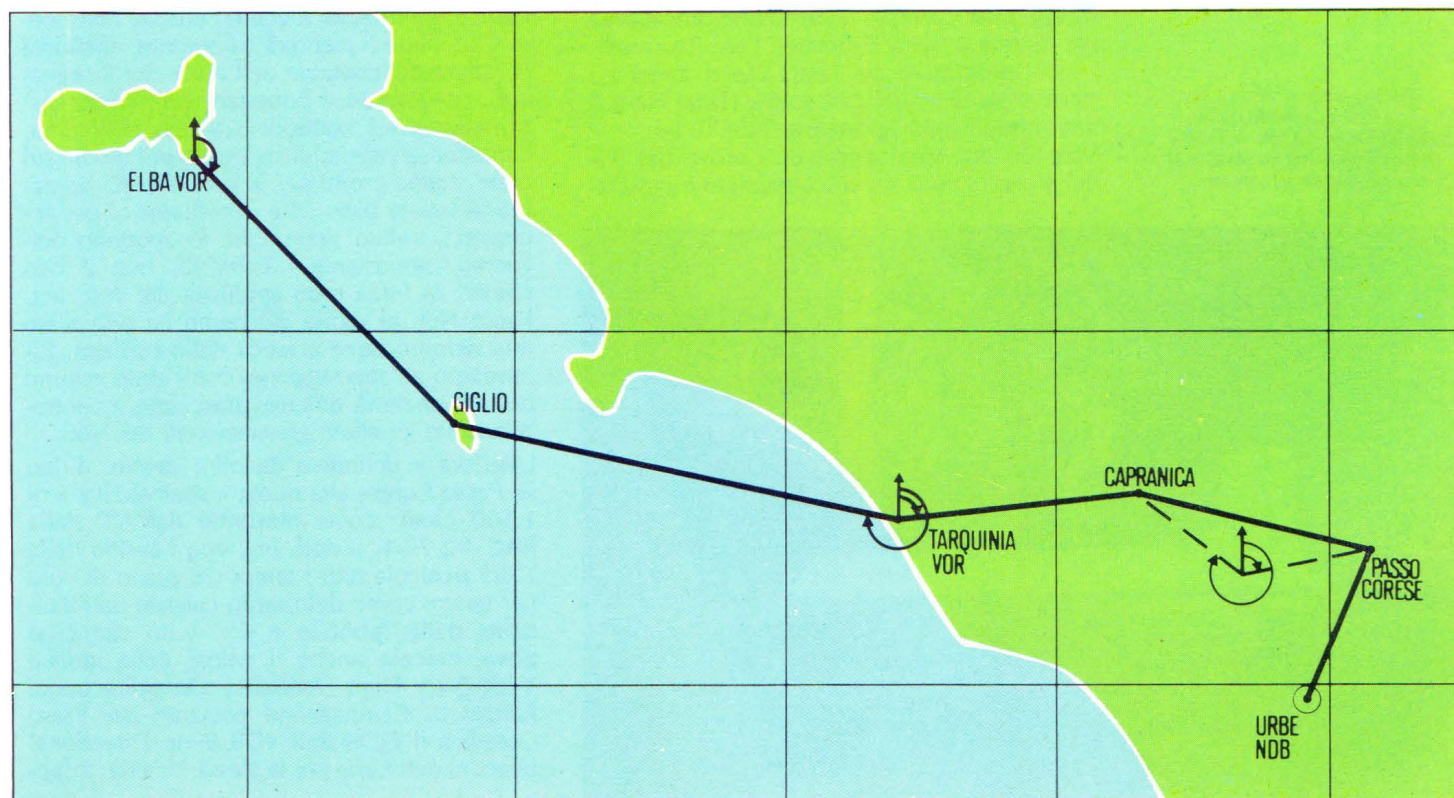 ELBA VOR
GIGLIO
CAPRANICA
TARQUINIA
VOR
PASSO
CORESE
URBE
NDB